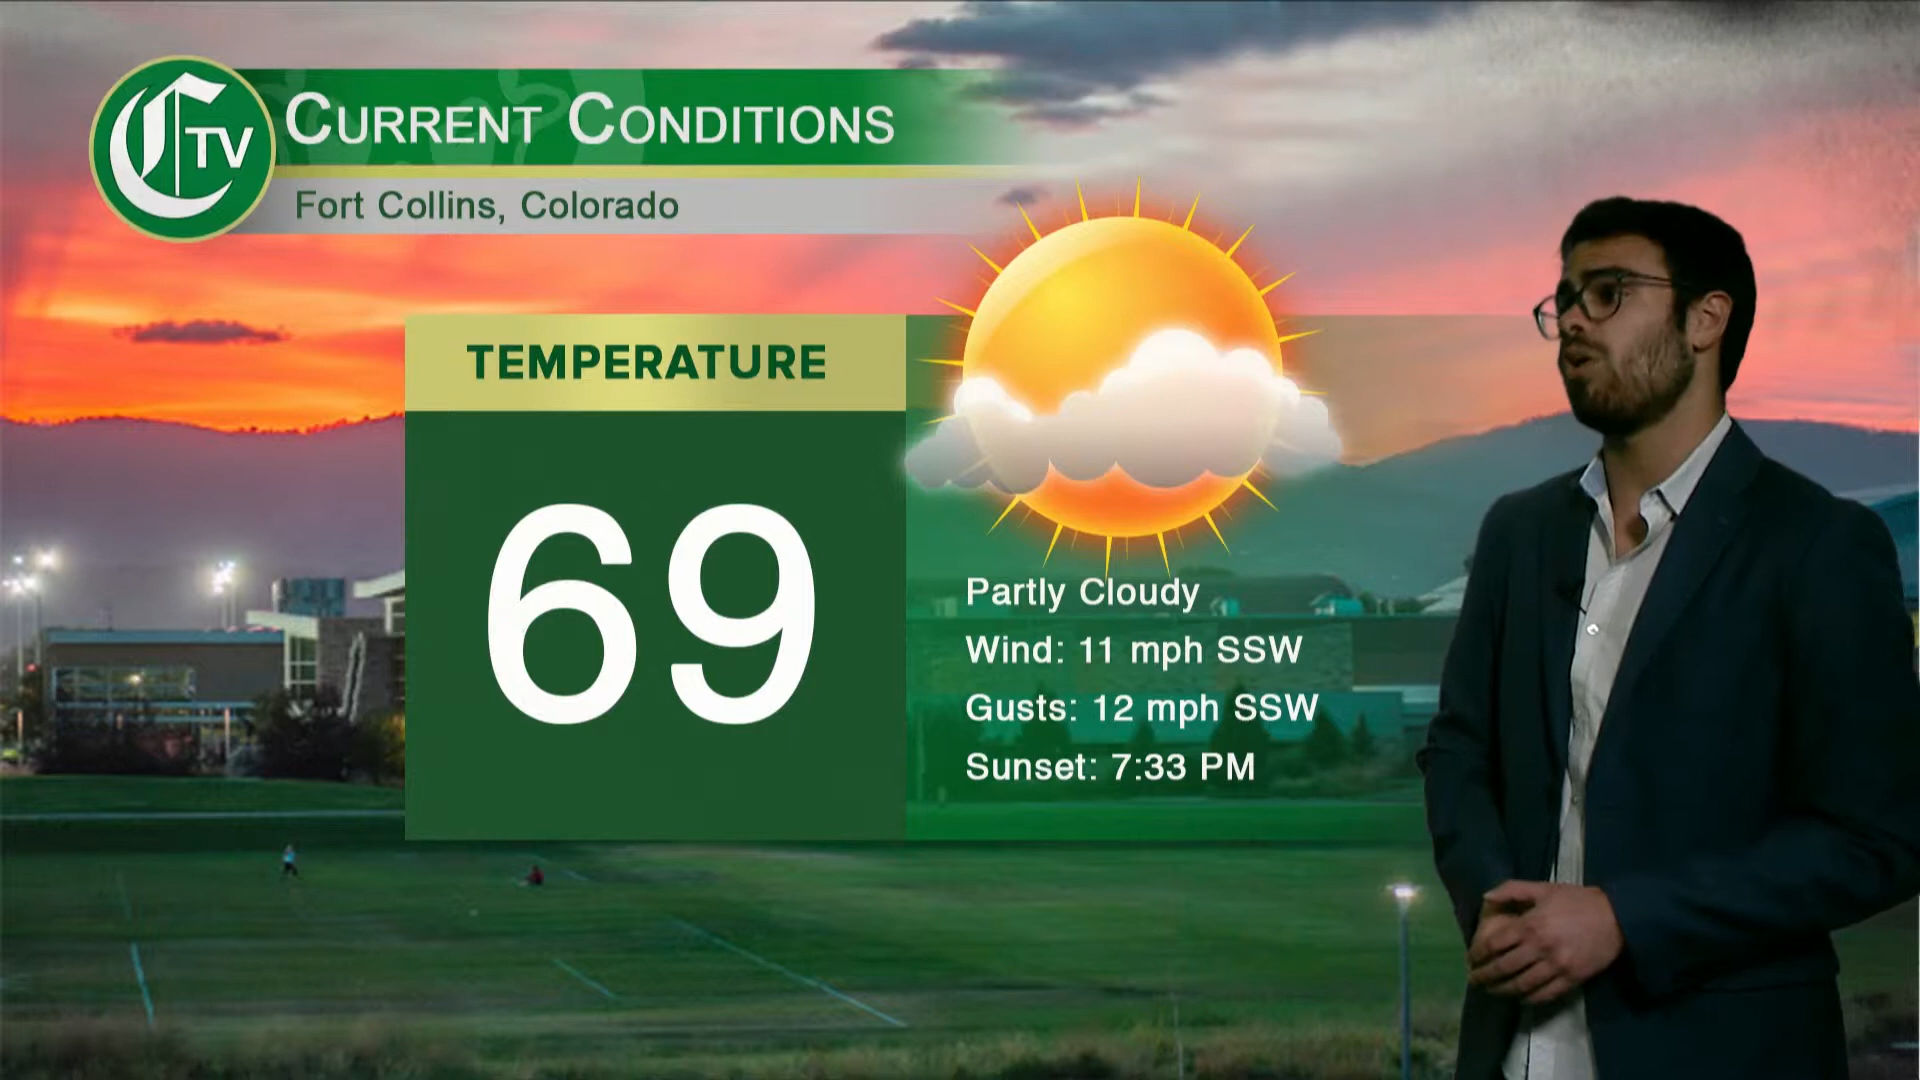 CTV
CURRENT CONDITIONS
Fort Collins, Colorado
TEMPERATURE
69
Partly Cloudy
Wind: 11 mph SSW
Gusts: 12 mph SSW
Sunset: 7:33 PM